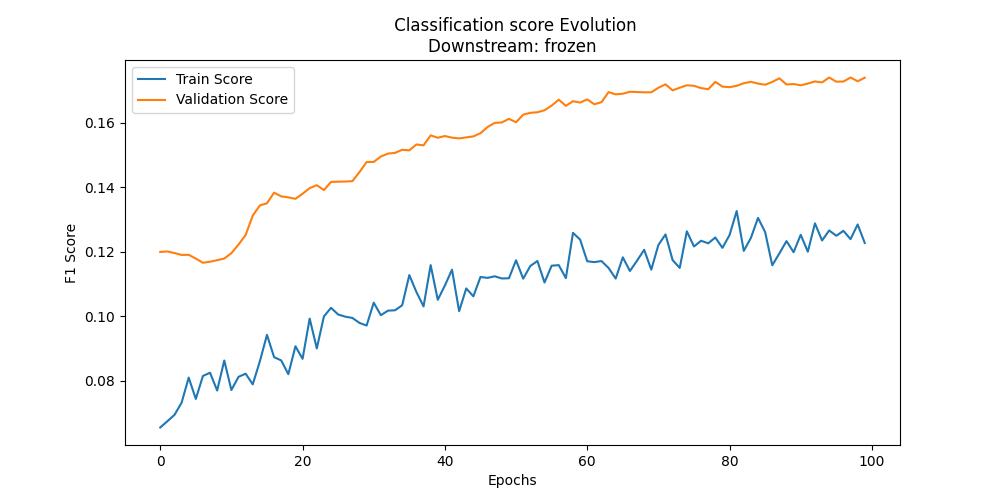 Classification score Evolution
Downstream: frozen
Train Score
Validation Score
0.16
0.14
0.12
0.10
0.08
F1 Score
0 20 40 60 80 100
Epochs